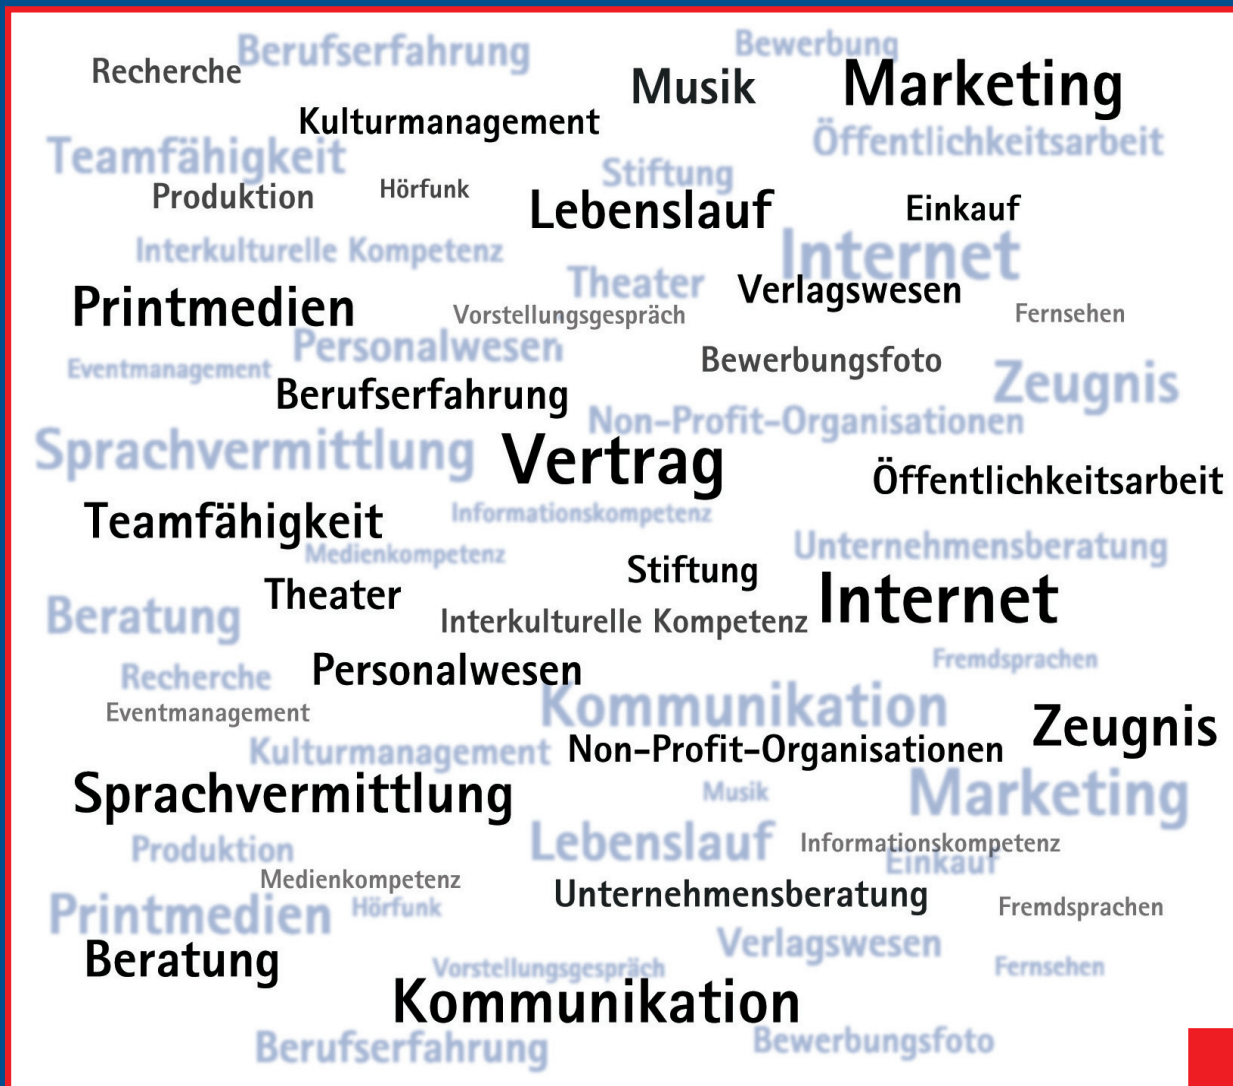 Berufserfahrung
Bewerbung
Recherche
Musik
Marketing
Kulturmanagement
Öffentlichkeitsarbeit
Teamfähigkeit
Stiftung
Produktion
Hörfunk
Lebenslauf
Einkauf
Interkulturelle Kompetenz
Internet
Theater
Verlagswesen
Printmedien
Vorstellungsgespräch
Fernsehen
Personalwesen
Eventmanagement
Bewerbungsfoto
Zeugnis
Berufserfahrung
Non-Profit-Organisationen
Sprachvermittlung
Vertrag
Öffentlichkeitsarbeit
Teamfähigkeit
Informationskompetenz
Medienkompetenz
Unternehmensberatung
Stiftung
Theater
Internet
Beratung
Interkulturelle Kompetenz
Personalwesen
Fremdsprachen
Recherche
Kommunikation
Eventmanagement
Zeugnis
Kulturmanagement
Non-Profit-Organisationen
Sprachvermittlung
Musik
Marketing
Produktion
Lebenslauf
Informationskompetenz
Einkauf
Medienkompetenz
Unternehmensberatung
Printmedien
Hörfunk
Fremdsprachen
Verlagswesen
Beratung
Vorstellungsgespräch
Fernsehen
Kommunikation
Berufserfahrung
Bewerbungsfoto